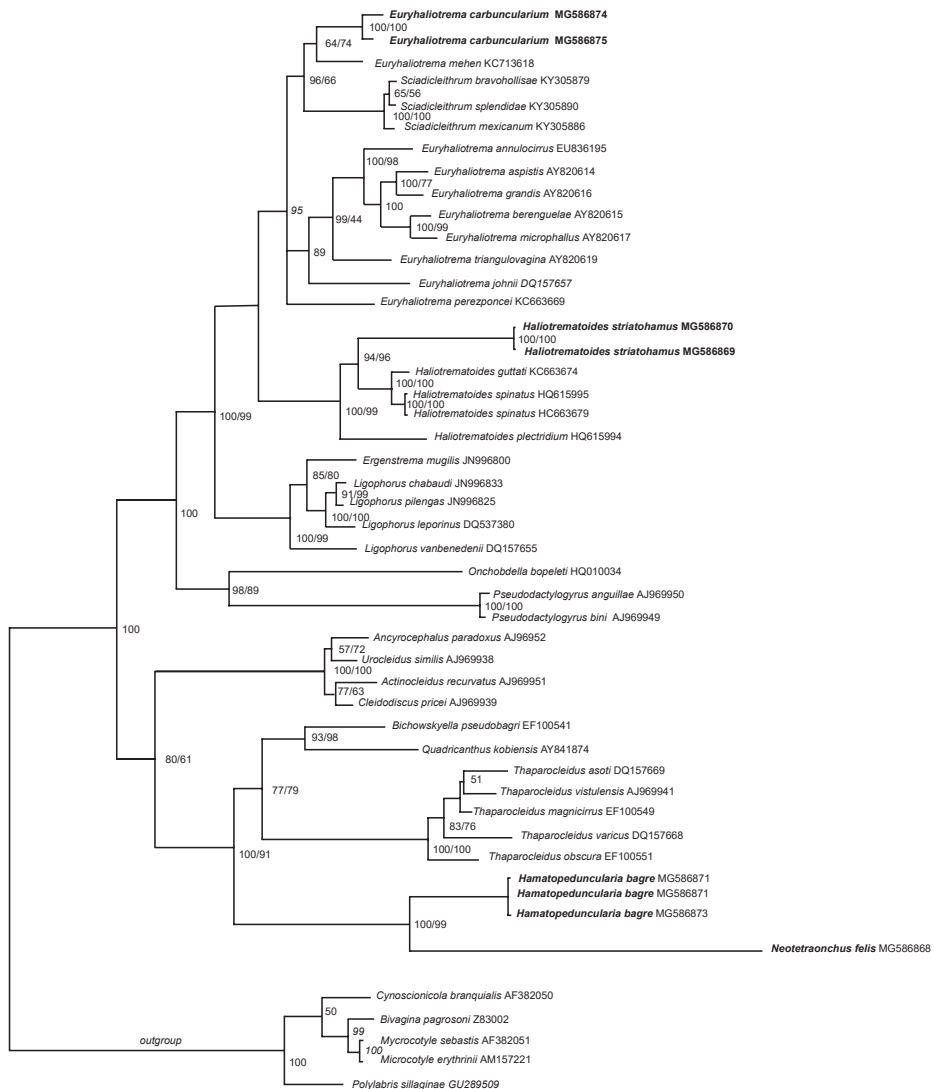 Euryhaliotrema carbuncularium MG586874
100/100
Euryhaliotrema carbuncularium MG586875
64/74
Euryhaliotrema mehen KC713618
96/66
Sciadicleithrum bravohollisae KY305879
65/56
Sciadicleithrum splendidae KY305890
100/100
Sciadicleithrum mexicanum KY305886
Euryhaliotrema annulocirrus EU836195
100/98
Euryhaliotrema aspistis AY820614
100/77
Euryhaliotrema grandis AY820616
100
95
99/44
Euryhaliotrema berenguelae AY820615
100/99
Euryhaliotrema microphallus AY820617
89
Euryhaliotrema triangulovagina AY820619
Euryhaliotrema johnii DQ157657
Euryhaliotrema perezponcei KC663669
Haliotrematoides striatohamus MG586870
100/100
Haliotrematoides striatohamus MG586869
94/96
Haliotrematoides guttati KC663674
100/100
Haliotrematoides spinatus HQ615995
100/100
Haliotrematoides spinatus HC663679
100/99
100/99
Haliotrematoides plectridium HQ615994
Ergenstrema mugilis JN996800
85/80
Ligophorus chabaudi JN996833
91/99
Ligophorus pilengas JN996825
100/100
Ligophorus leporinus DQ537380
100
100/99
Ligophorus vanbenedenii DQ157655
Onchobdella bopeleti HQ010034
98/89
Pseudodactylogyrus anguillae AJ969950
100/100
Pseudodactylogyrus bini AJ969949
100
Ancyrocephalus paradoxus AJ96952
57/72
Urocleidus similis AJ969938
100/100
Actinocleidus recurvatus AJ969951
77/63
Cleidodiscus pricei AJ969939
Bichowskyella pseudobagri EF100541
93/98
Quadricanthus kobiensis AY841874
80/61
Thaparocleidus asoti DQ157669
51
77/79
Thaparocleidus vistulensis AJ969941
Thaparocleidus magnicirrus EF100549
83/76
Thaparocleidus varicus DQ157668
100/100
100/91
Thaparocleidus obscura EF100551
Hamatopeduncularia bagre MG586871
Hamatopeduncularia bagre MG586871
Hamatopeduncularia bagre MG586873
100/99
Neotetraonchus felis MG586868
Cynoscionicola branquialis AF382050
50
Bivagina pagrosoni Z83002
99
outgroup
Mycrocotyle sebastis AF382051
100
Microcotyle erythrinii AM157221
100
Polylabris sillaginae GU289509